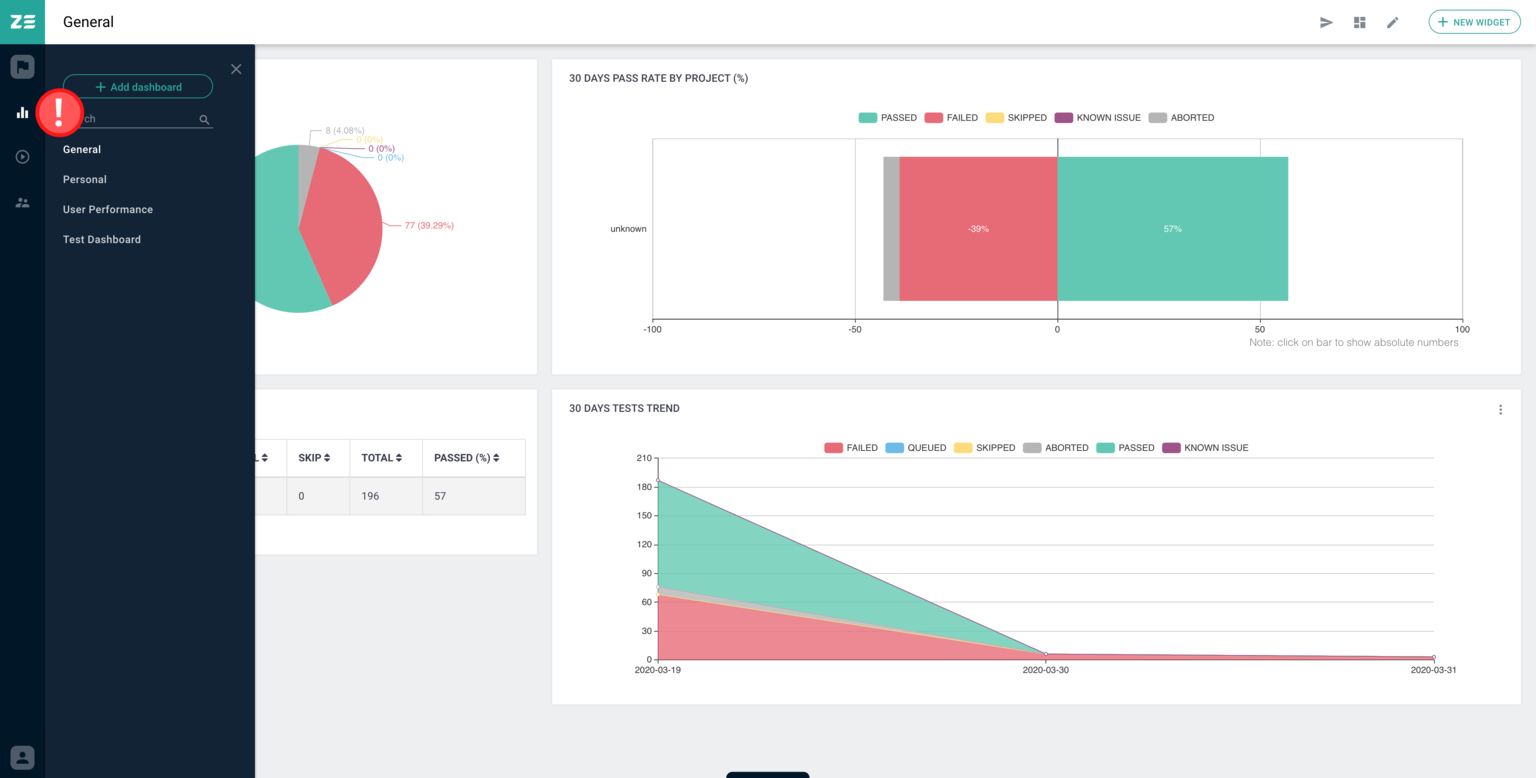 ZE General
+ NEW WIDGET
+ Add dashboard
!
ch
General
Personal
User Performance
Test Dashboard
8 (4.08%)
0 (0%)
0 (0%)
0 (0%)
77 (39.29%)
30 DAYS PASS RATE BY PROJECT (%)
PASSED FAILED SKIPPED KNOWN ISSUE ABORTED
unknown
-39% 57%
-100 -50 0 50 100
Note: click on bar to show absolute numbers
L SKIP TOTAL PASSED (%)
0 196 57
30 DAYS TESTS TREND
FAILED QUEUED SKIPPED ABORTED PASSED KNOWN ISSUE
210
180
150
120
90
60
30
0
2020-03-19 2020-03-30 2020-03-31